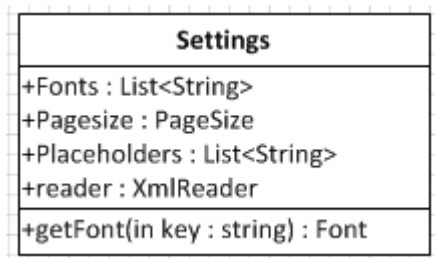 Settings
+Fonts : List<String>
+Pagesize : PageSize
+Placeholders : List<String>
+reader : XmlReader
+getFont(in key : string) : Font